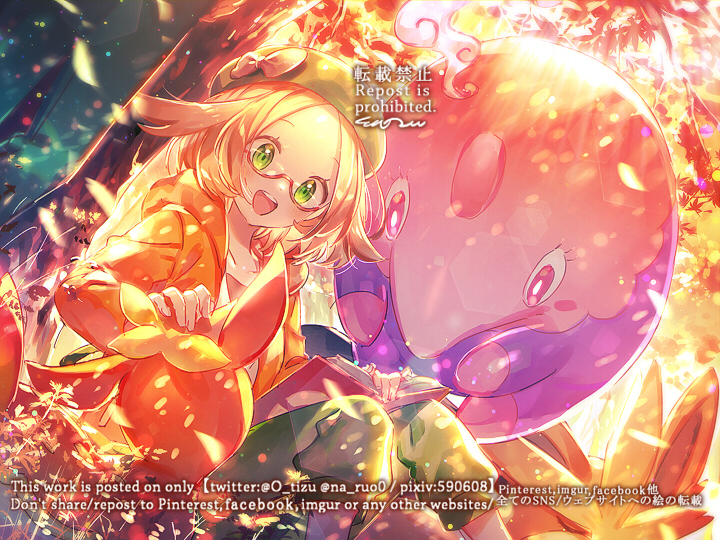 転載禁止
Repost is
prohibited.
This work is posted on only【twitter:@O_tizu @na_ruo0 / pixiv:590608】Pinterest,imgur,facebook他
Don't share/repost to Pinterest,facebook,imgur or any other websites/全てのSNS/ウェブサイトへの絵の転載